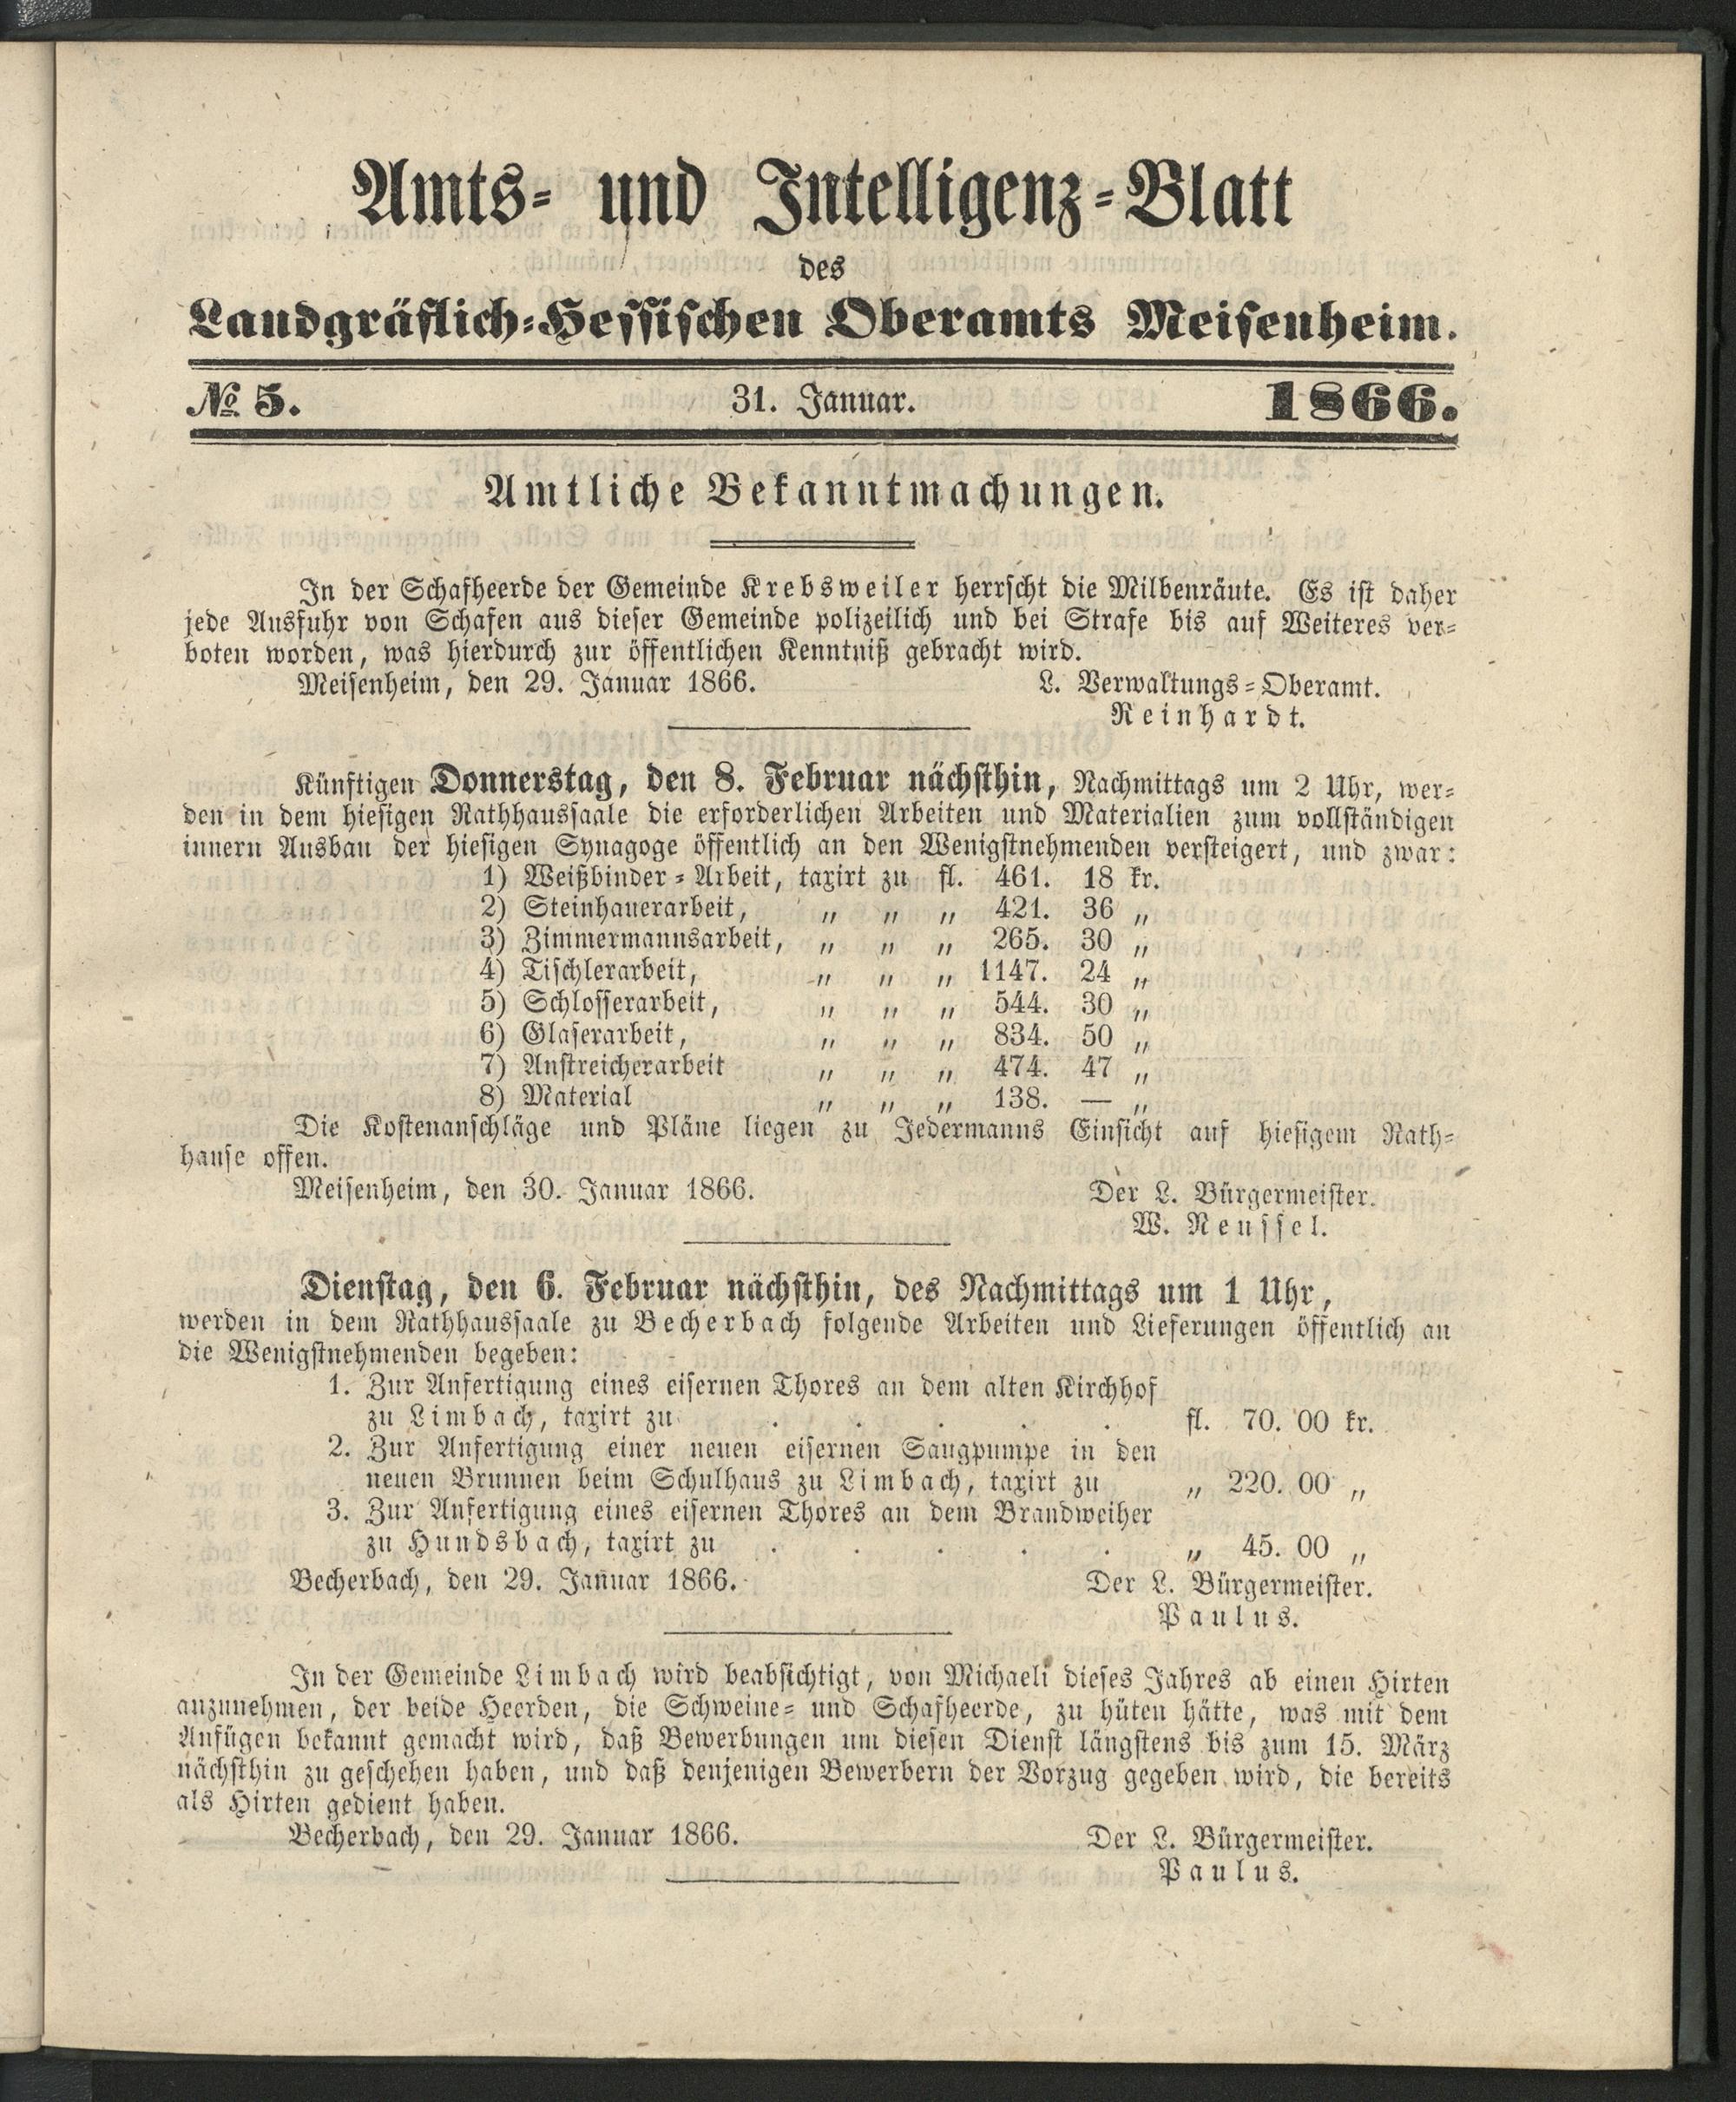 Amts- und Intelligenz-Blatt
des
Landgräflich-Hessischen Oberamts Meisenheim.
№ 5. 31. Januar. 1866.
Amtliche Bekanntmachungen.
In der Schafheerde der Gemeinde Krebsweiler herrscht die Milbenräute. Es ist daher
jede Ausfuhr von Schafen aus dieser Gemeinde polizeilich und bei Strafe bis auf Weiteres ver-
boten worden, was hierdurch zur öffentlichen Kenntniß gebracht wird.
Meisenheim, den 29. Januar 1866. L. Verwaltungs-Oberamt.
Reinhardt.
Künftigen Donnerstag, den 8. Februar nächsthin, Nachmittags um 2 Uhr, wer-
den in dem hiesigen Rathhaussaale die erforderlichen Arbeiten und Materialien zum vollständigen
innern Ausbau der hiesigen Synagoge öffentlich an den Wenigstnehmenden versteigert, und zwar:
1) Weißbinder-Arbeit, taxirt zu fl. 461. 18 kr.
2) Steinhauerarbeit, „ „ „ 421. 36 „
3) Zimmermannsarbeit, „ „ „ 265. 30 „
4) Tischlerarbeit, „ „ „ 1147. 24 „
5) Schlosserarbeit, „ „ „ 544. 30 „
6) Glaserarbeit, „ „ „ 834. 50 „
7) Anstreicherarbeit „ „ „ 474. 47 „
8) Material „ „ „ 138. — „
Die Kostenanschläge und Pläne liegen zu Jedermanns Einsicht auf hiesigem Rath-
hause offen.
Meisenheim, den 30. Januar 1866. Der L. Bürgermeister.
W. Neussel.
Dienstag, den 6. Februar nächsthin, des Nachmittags um 1 Uhr,
werden in dem Rathhaussaale zu Becherbach folgende Arbeiten und Lieferungen öffentlich an
die Wenigstnehmenden begeben:
1. Zur Anfertigung eines eisernen Thores an dem alten Kirchhof
zu Limbach, taxirt zu . . . . . fl. 70. 00 kr.
2. Zur Anfertigung einer neuen eisernen Saugpumpe in den
neuen Brunnen beim Schulhaus zu Limbach, taxirt zu „ 220. 00 „
3. Zur Anfertigung eines eisernen Thores an dem Brandweiher
zu Hundsbach, taxirt zu . . . . . „ 45. 00 „
Becherbach, den 29. Januar 1866. Der L. Bürgermeister.
Paulus.
In der Gemeinde Limbach wird beabsichtigt, von Michaeli dieses Jahres ab einen Hirten
anzunehmen, der beide Heerden, die Schweine- und Schafheerde, zu hüten hätte, was mit dem
Anfügen bekannt gemacht wird, daß Bewerbungen um diesen Dienst längstens bis zum 15. März
nächsthin zu geschehen haben, und daß denjenigen Bewerbern der Vorzug gegeben wird, die bereits
als Hirten gedient haben.
Becherbach, den 29. Januar 1866. Der L. Bürgermeister.
Paulus.